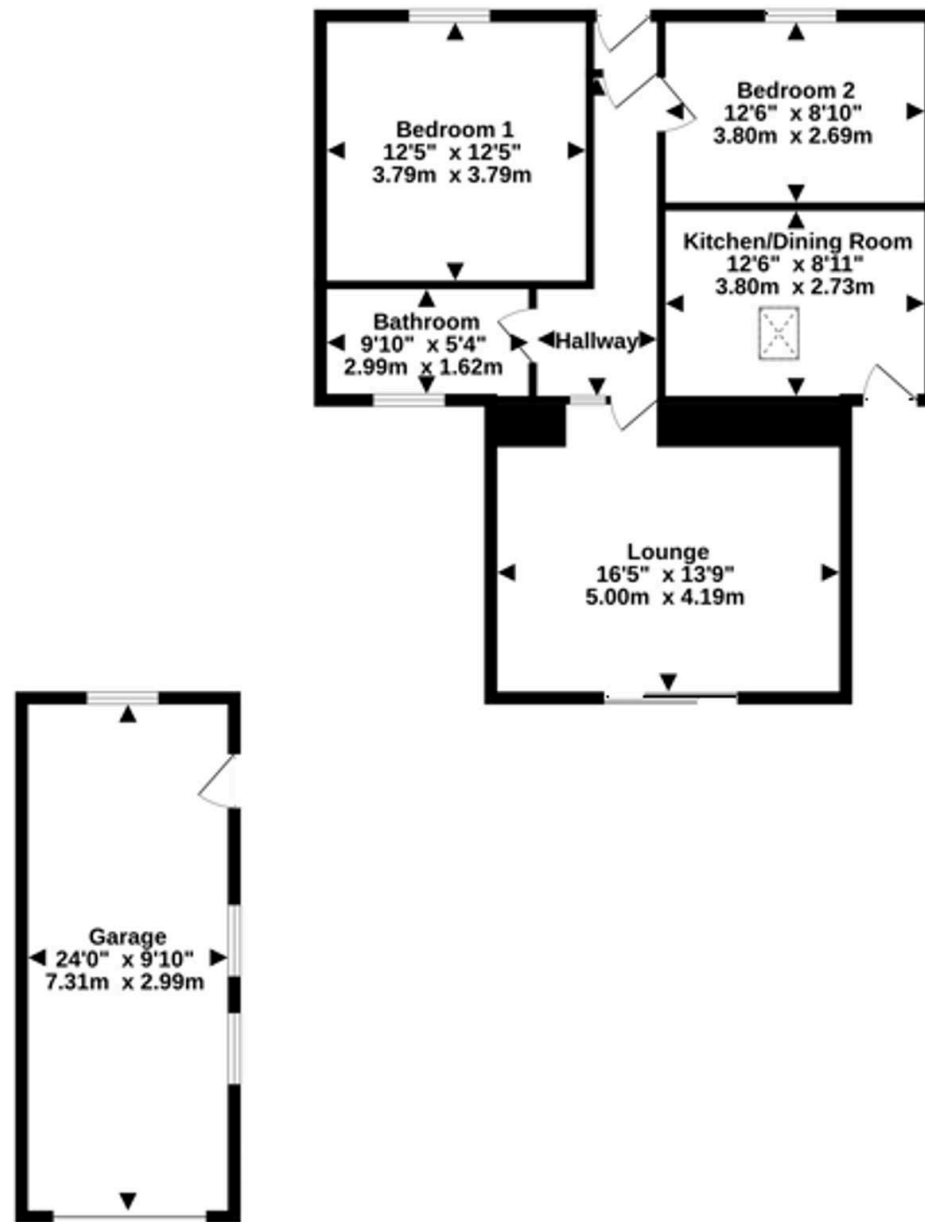 Bedroom 1
12'5" x 12'5"
3.79m x 3.79m
Bedroom 2
12'6" x 8'10"
3.80m x 2.69m
Kitchen/Dining Room
12'6" x 8'11"
3.80m x 2.73m
Bathroom
9'10" x 5'4"
2.99m x 1.62m
Hallway
Lounge
16'5" x 13'9"
5.00m x 4.19m
Garage
24'0" x 9'10"
7.31m x 2.99m